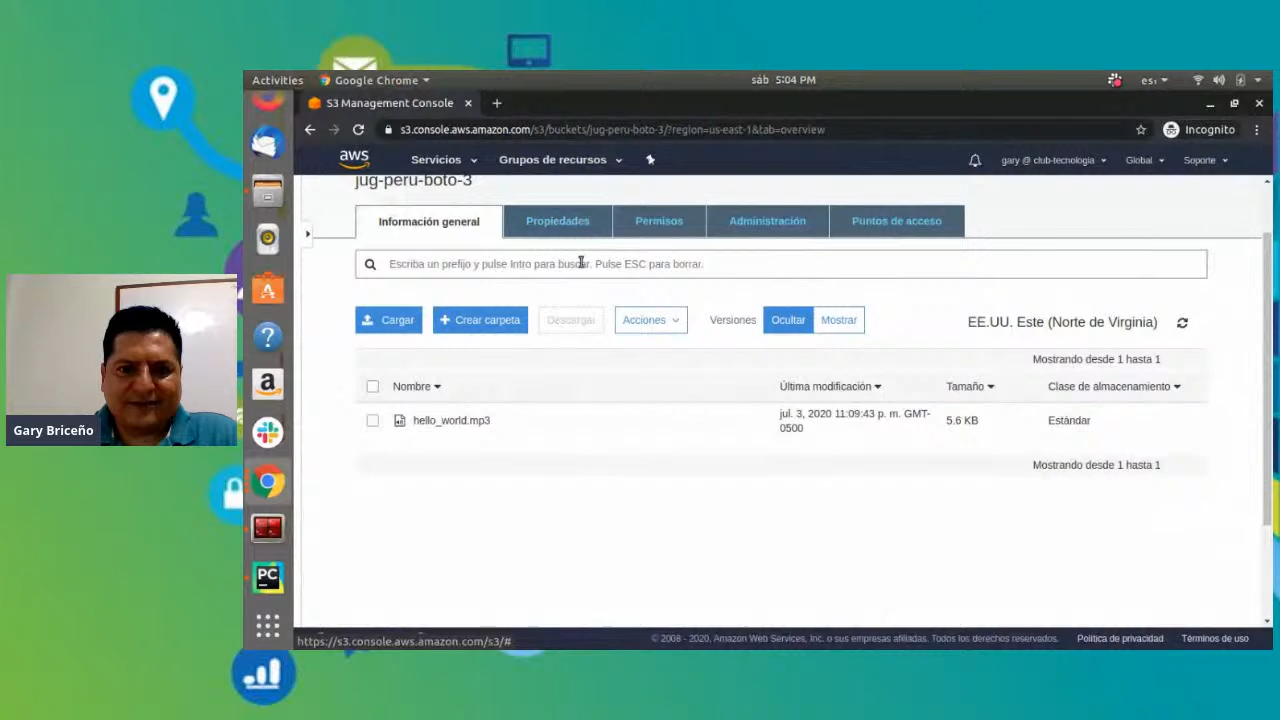 Activities Google Chrome sáb 5:04 PM es₁
S3 Management Console
s3.console.aws.amazon.com/s3/buckets/jug-peru-boto-3/?region=us-east-1&tab=overview Incognito
aws Servicios Grupos de recursos gary @ club-tecnologia Global Soporte
jug-peru-boto-3
Información general Propiedades Permisos Administración Puntos de acceso
Escriba un prefijo y pulse Intro para buscar. Pulse ESC para borrar.
Cargar + Crear carpeta Descargar Acciones Versiones Ocultar Mostrar EE.UU. Este (Norte de Virginia)
Mostrando desde 1 hasta 1
Nombre Última modificación Tamaño Clase de almacenamiento
hello_world.mp3 jul. 3, 2020 11:09:43 p. m. GMT-
0500 5.6 KB Estándar
Mostrando desde 1 hasta 1
Gary Briceño
PC
https://s3.console.aws.amazon.com/s3/#
© 2008 - 2020, Amazon Web Services, Inc. o sus empresas afiliadas. Todos los derechos reservados. Política de privacidad Términos de uso